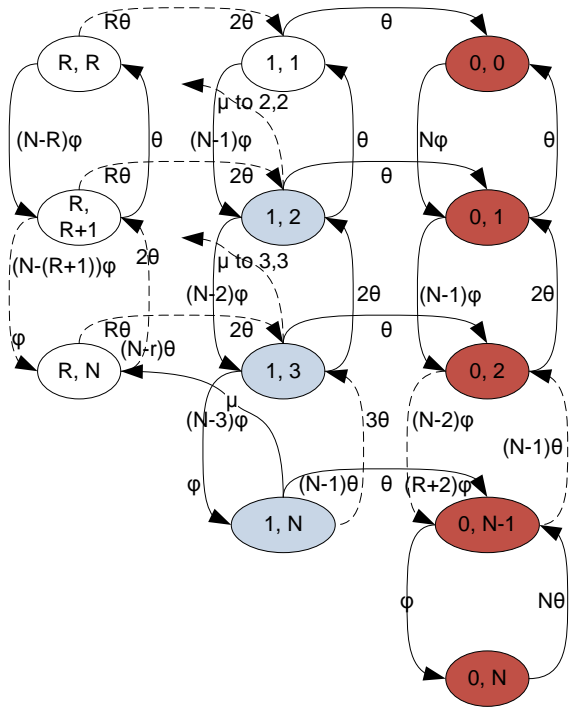 Rθ 2θ θ
R, R 1, 1 0, 0
μ to 2,2
(N-R)φ θ (N-1)φ θ Nφ θ
Rθ 2θ θ
R,
R+1 1, 2 0, 1
(N-(R+1))φ 2θ μ to 3,3
(N-2)φ 2θ (N-1)φ 2θ
φ Rθ (N-r)θ 2θ θ
R, N 1, 3 0, 2
μ
(N-3)φ 3θ (N-2)φ (N-1)θ
φ (N-1)θ θ (R+2)φ
1, N 0, N-1
φ Nθ
0, N